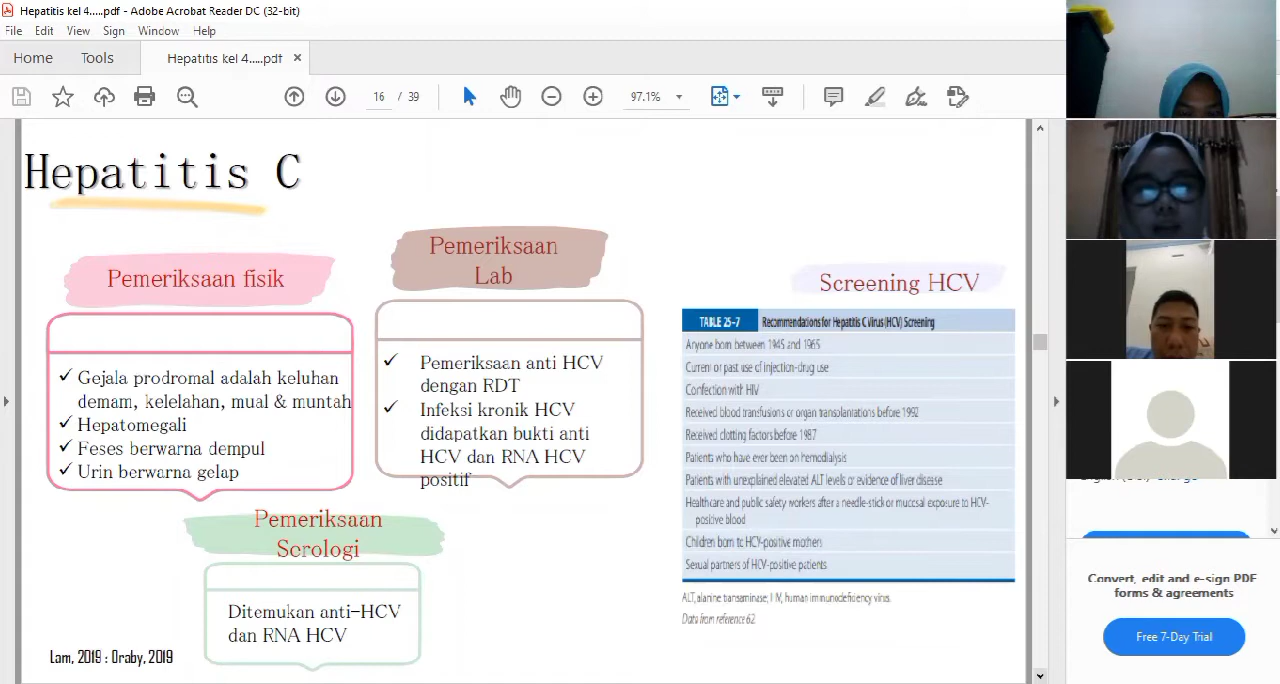 Hepatitis kel 4.....pdf - Adobe Acrobat Reader DC (32-bit)
File Edit View Sign Window Help
Home Tools Hepatitis kel 4.....pdf ×
16 / 39 97.1%
Hepatitis C
Pemeriksaan fisik
Gejala prodromal adalah keluhan
demam, kelelahan, mual & muntah
Hepatomegali
Feses berwarna dempul
Urin berwarna gelap
Pemeriksaan
Lab
Pemeriksaan anti HCV
dengan RDT
Infeksi kronik HCV
didapatkan bukti anti
HCV dan RNA HCV
positif
Pemeriksaan
Serologi
Ditemukan anti-HCV
dan RNA HCV
Lam, 2019 : Oraby, 2019
Screening HCV
TABLE 25-7 Recommendations for Hepatitis C Virus (HCV) Screening
Anyone born between 1945 and 1965
Current or past use of injection-drug use
Confection with HIV
Received blood transfusions or organ transplantations before 1992
Received clotting factors before 1987
Patients who have ever been on hemodialysis
Patients with unexplained elevated ALT levels or evidence of liver disease
Healthcare and public safety workers after a needle-stick or mucosal exposure to HCV-
positive blood
Children born to HCV-positive mothers
Sexual partners of HCV-positive patients
ALT, alanine transaminase; HIV, human immunodeficiency virus.
Data from reference 62
Convert, edit and e-sign PDF
forms & agreements
Free 7-Day Trial